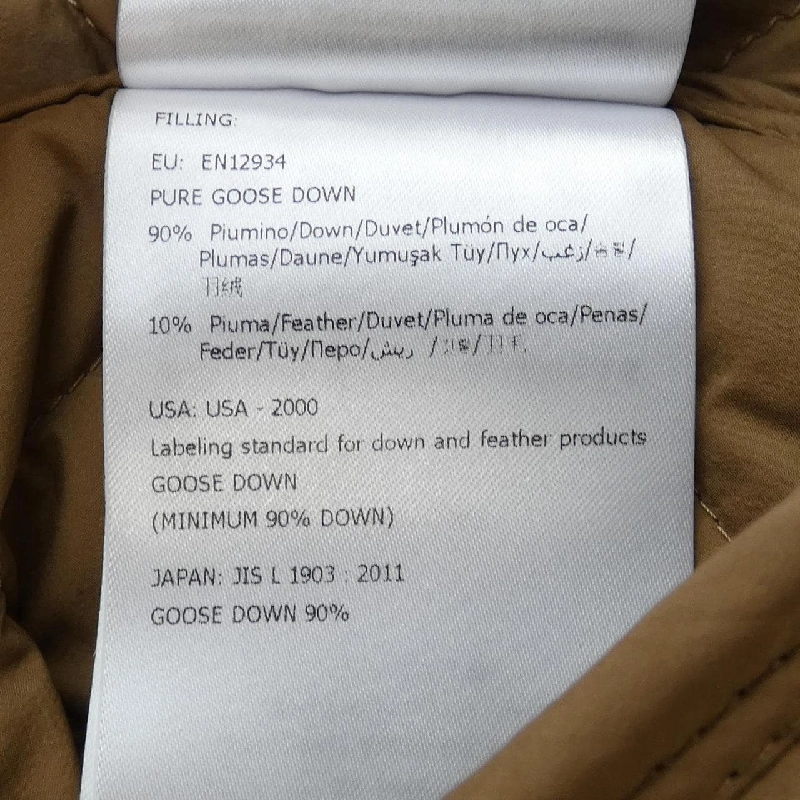 FILLING:
EU: EN12934
PURE GOOSE DOWN
90% Piumino/Down/Duvet/Plumón de oca/
Plumas/Daune/Yumuşak Tüy/Пух/زغب/
羽绒
10% Piuma/Feather/Duvet/Pluma de oca/Penas/
Feder/Tüy/Перо/ريش /
USA: USA - 2000
Labeling standard for down and feather products
GOOSE DOWN
(MINIMUM 90% DOWN)
JAPAN: JIS L 1903 : 2011
GOOSE DOWN 90%